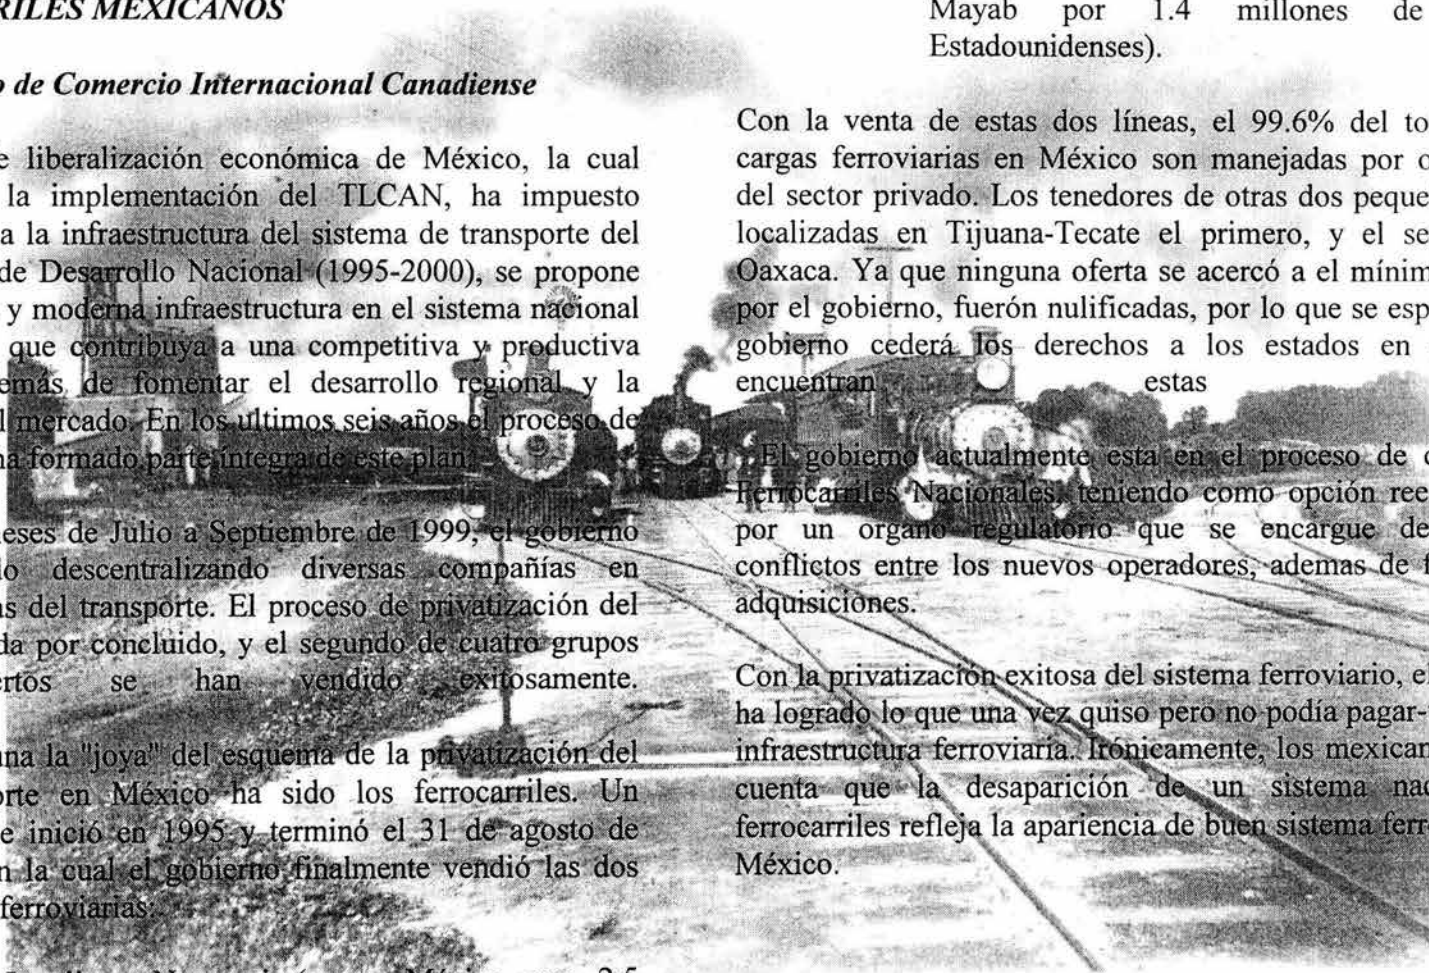 RILES MEXICANOS
o de Comercio Internacional Canadiense
e liberalización económica de México, la cual
la implementación del TLCAN, ha impuesto
a la infraestructura del sistema de transporte del
de Desarrollo Nacional (1995-2000), se propone
y moderna infraestructura en el sistema nacional
que contribuya a una competitiva y productiva
emás de fomentar el desarrollo regional y la
l mercado. En los ultimos seis años el proceso de
na formado parte íntegra de este plan.
eses de Julio a Septiembre de 1999, el gobierno
lo descentralizando diversas compañías en
as del transporte. El proceso de privatización del
da por concluido, y el segundo de cuatro grupos
ertos se han vendido exitosamente.
una la "joya" del esquema de la privatización del
orte en México ha sido los ferrocarriles. Un
e inició en 1995 y terminó el 31 de agosto de
n la cual el gobierno finalmente vendió las dos
ferroviarias:
Mayab por 1.4 millones de
Estadounidenses).
Con la venta de estas dos líneas, el 99.6% del to
cargas ferroviarias en México son manejadas por o
del sector privado. Los tenedores de otras dos peque
localizadas en Tijuana-Tecate el primero, y el se
Oaxaca. Ya que ninguna oferta se acercó a el mínim
por el gobierno, fuerón nulificadas, por lo que se esp
gobierno cederá los derechos a los estados en
encuentran estas
El gobierno actualmente esta en el proceso de
Ferrocarriles Nacionales, teniendo como opción ree
por un organo regulatorio que se encargue de
conflictos entre los nuevos operadores, ademas de f
adquisiciones.
Con la privatización exitosa del sistema ferroviario, el
ha logrado lo que una vez quiso pero no podía pagar-
infraestructura ferroviaria. Irónicamente, los mexican
cuenta que la desaparición de un sistema nac
ferrocarriles refleja la apariencia de buen sistema ferr
México.